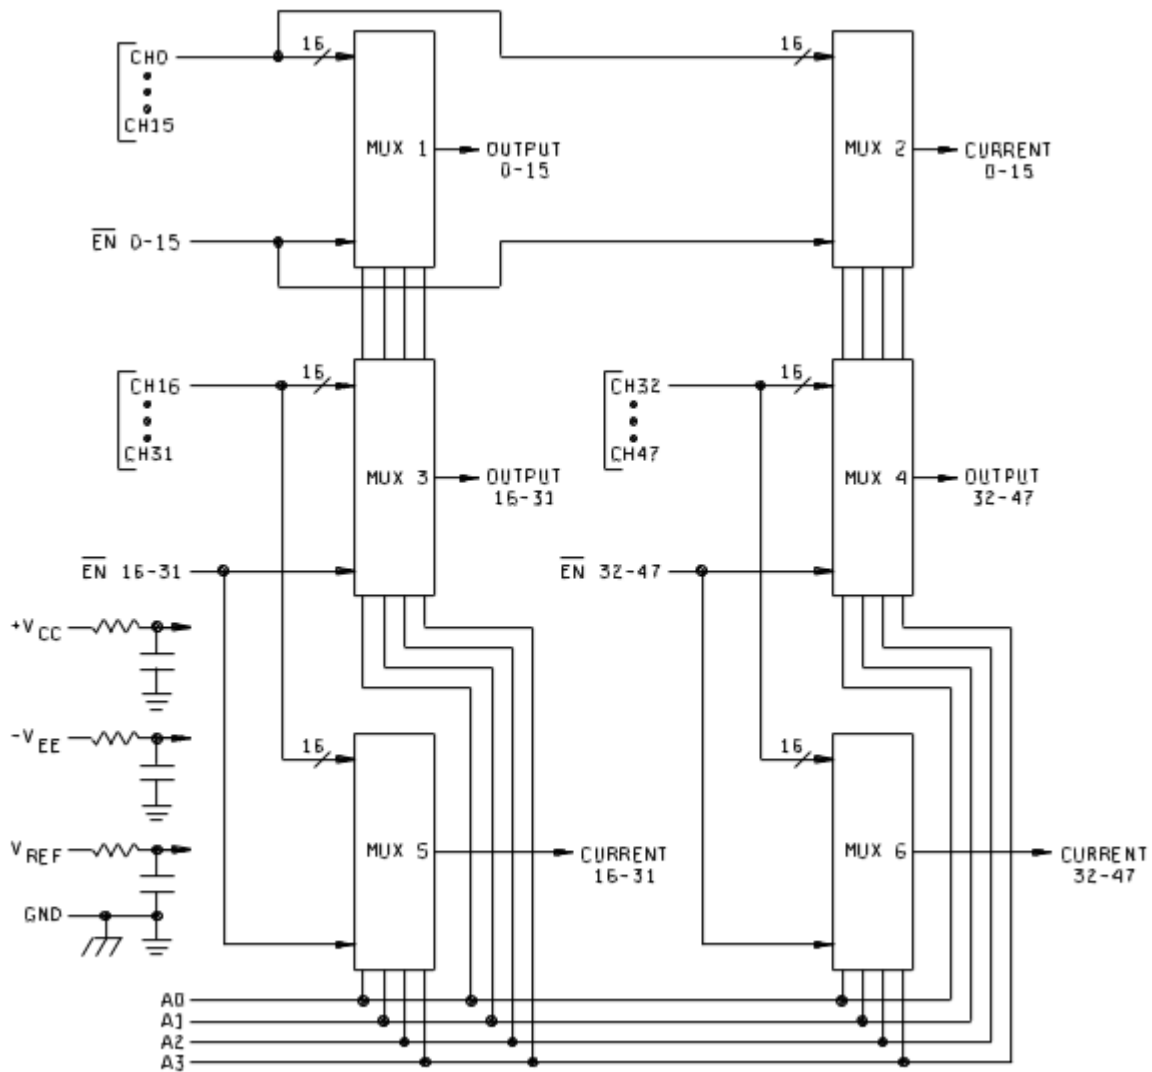 16
16
CH0
CH15
MUX 1
OUTPUT
0-15
MUX 2
CURRENT
0-15
EN 0-15
CH16
CH31
16
MUX 3
OUTPUT
16-31
CH32
CH47
16
MUX 4
OUTPUT
32-47
EN 16-31
EN 32-47
+VCC
-VEE
VREF
GND
16
MUX 5
CURRENT
16-31
16
MUX 6
CURRENT
32-47
A0
A1
A2
A3